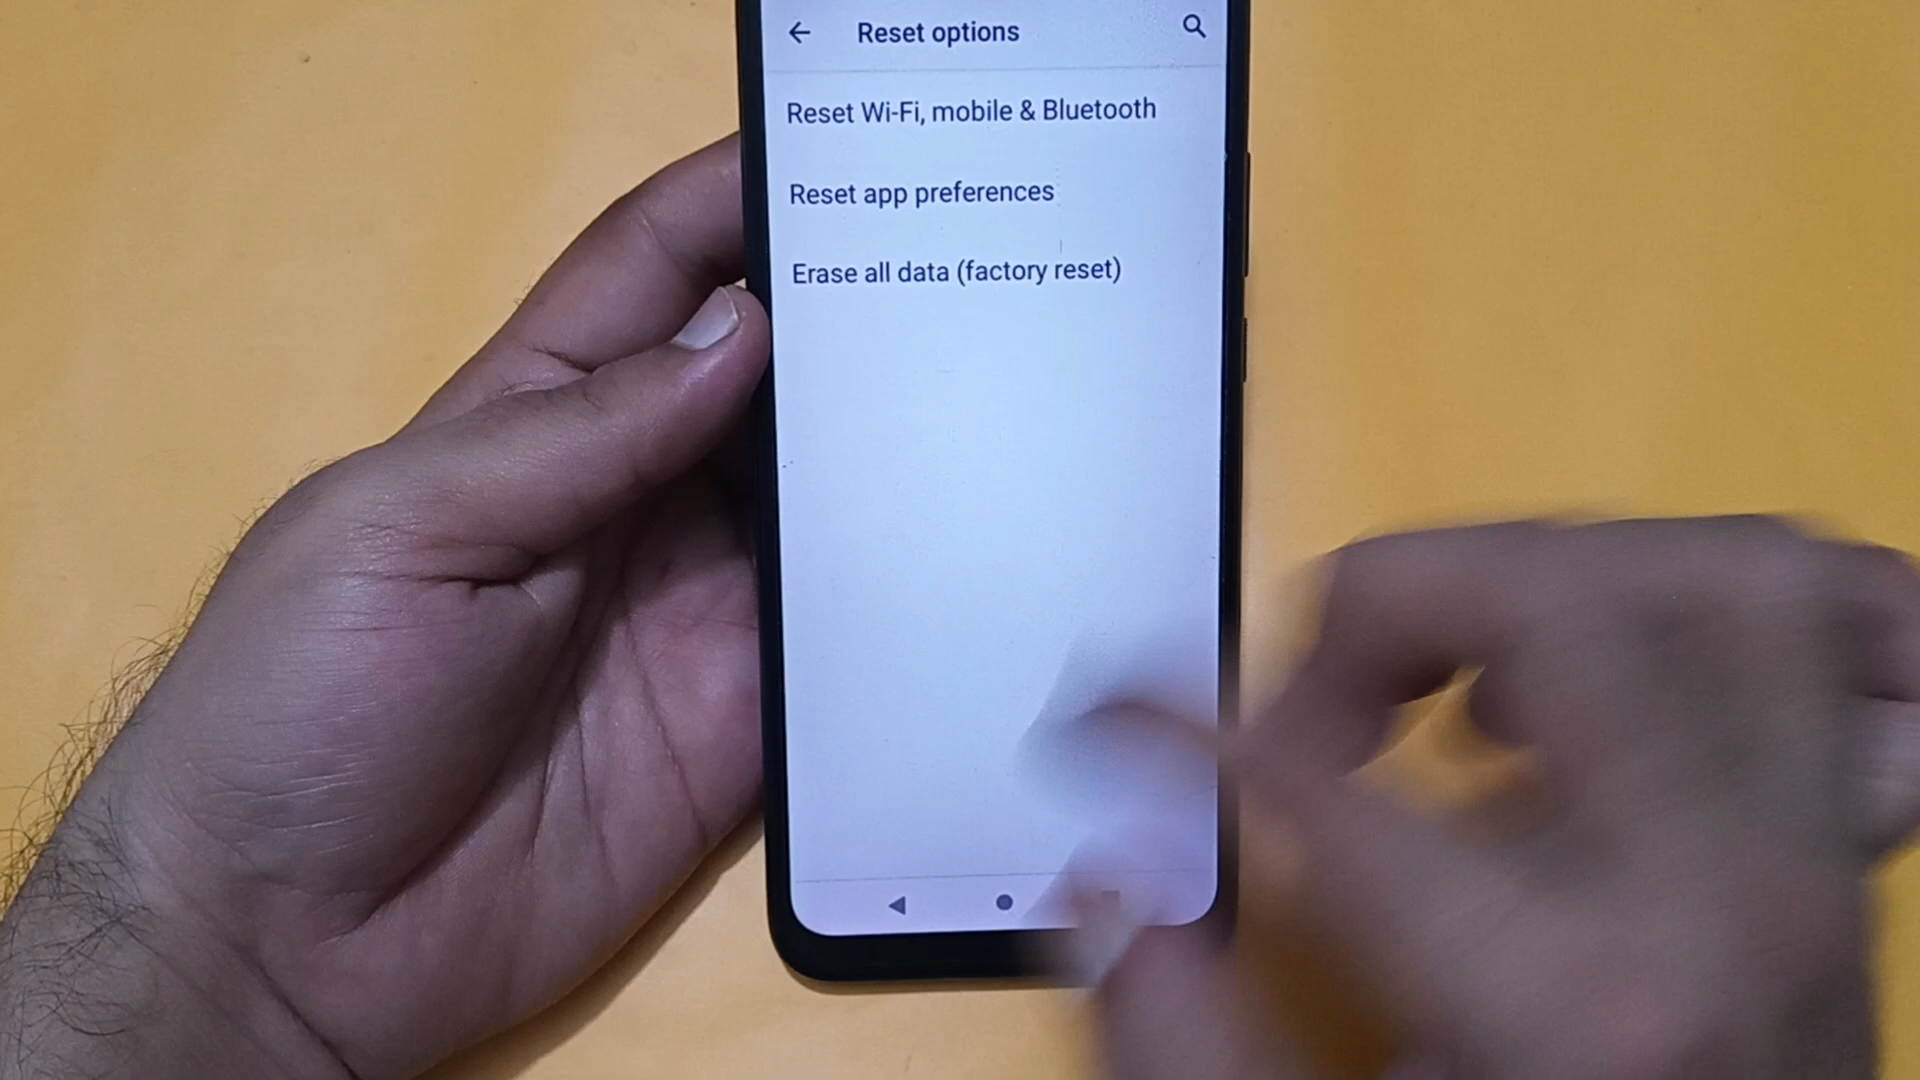 Reset options
Reset Wi-Fi, mobile & Bluetooth
Reset app preferences
Erase all data (factory reset)